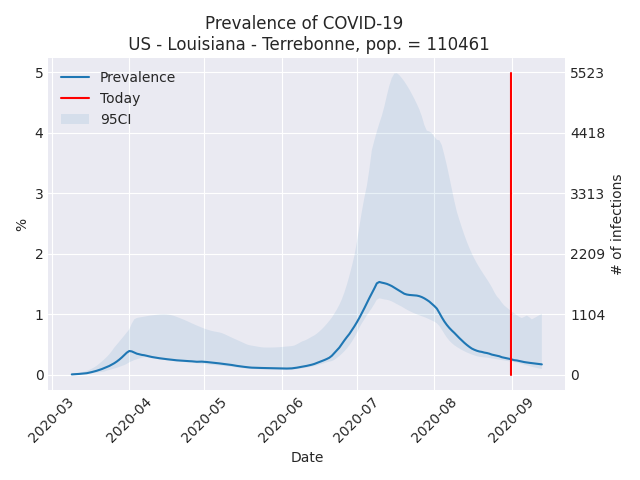 Prevalence of COVID-19
US - Louisiana - Terrebonne, pop. = 110461
Prevalence
Today
95CI
5
4
3
2
1
0
%
5523
4418
3313
2209
1104
0
# of infections
2020-03
2020-04
2020-05
2020-06
2020-07
2020-08
2020-09
Date